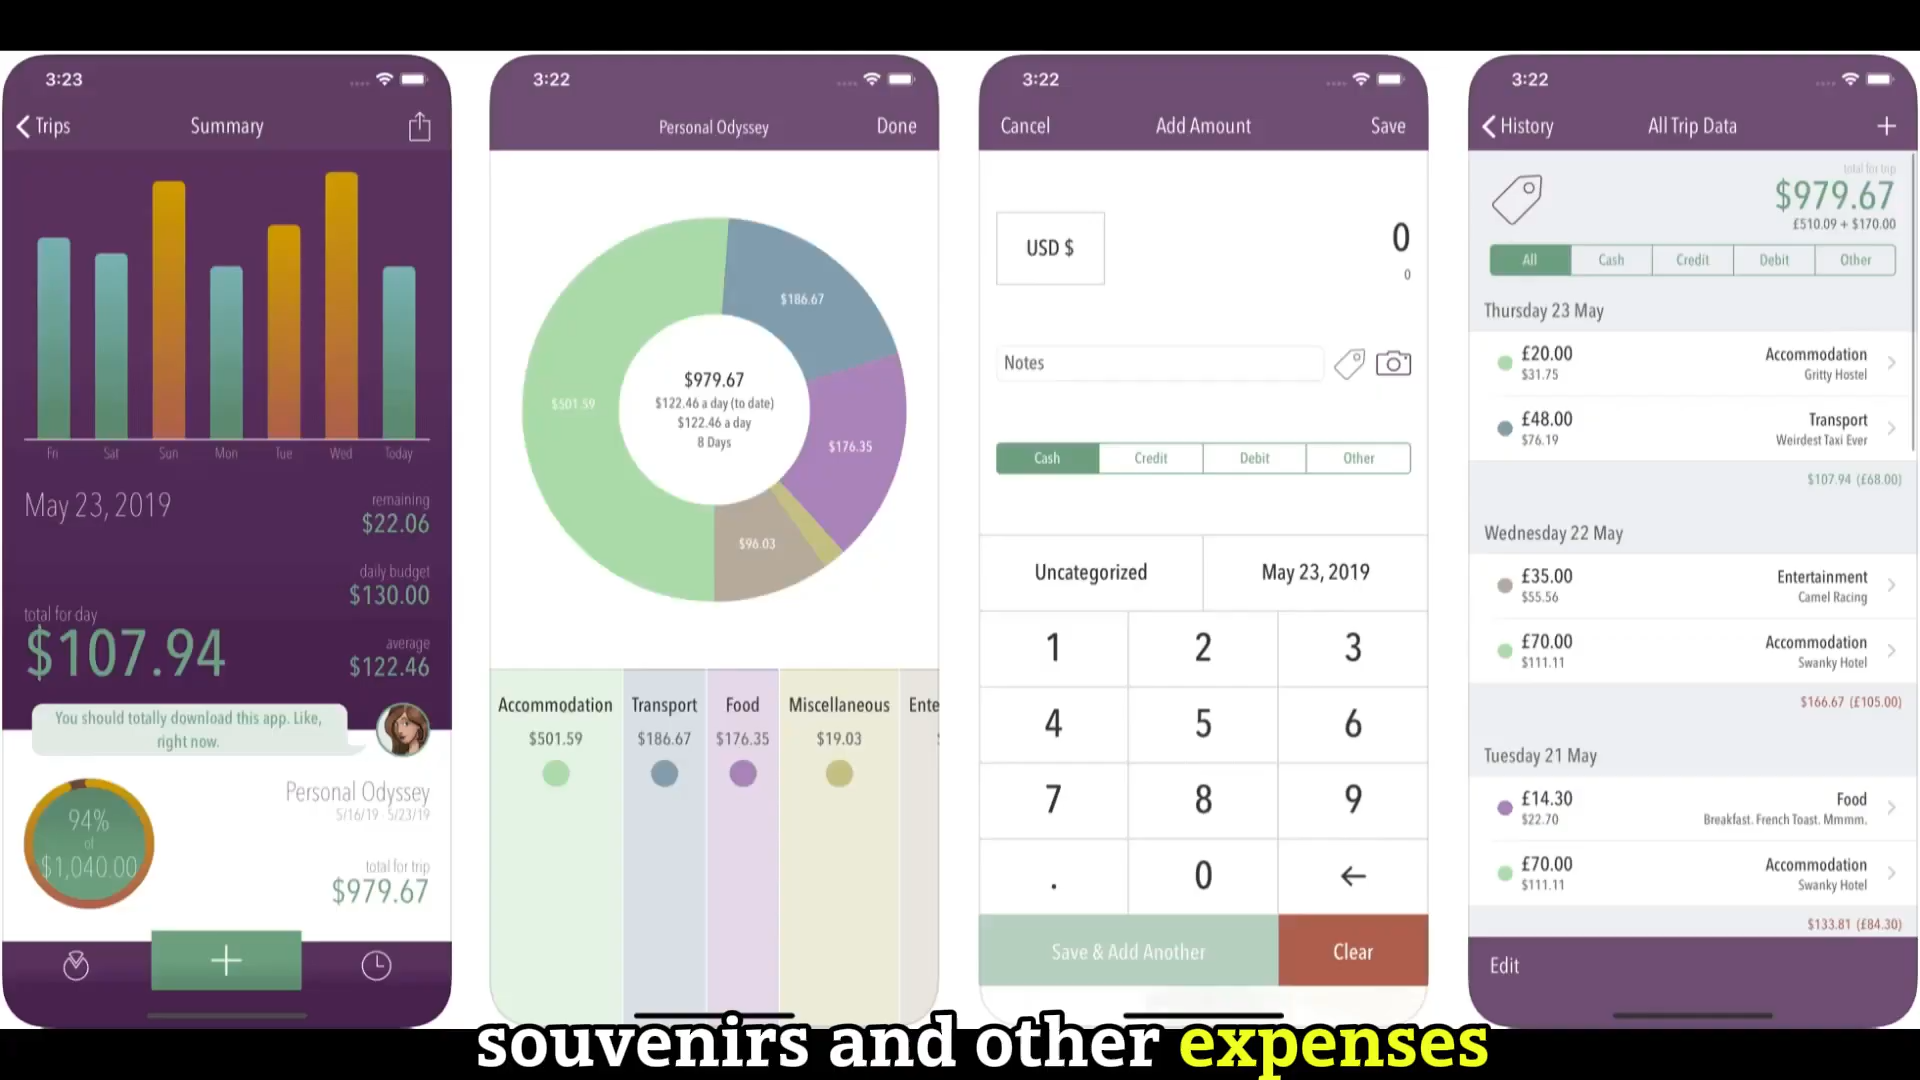 3:23
Trips
Summary
Fri Sat Sun Mon Tue Wed Today
May 23, 2019
remaining
$22.06
daily budget
$130.00
total for day
$107.94
average
$122.46
You should totally download this app. Like,
right now.
94%
of
$1,040.00
Personal Odyssey
5/16/19 - 5/23/19
total for trip
$979.67
+
3:22
Personal Odyssey
Done
$186.67
$501.59
$979.67
$122.46 a day (to date)
$122.46 a day
8 Days
$176.35
$96.03
Accommodation Transport Food Miscellaneous Ente
$501.59 $186.67 $176.35 $19.03
3:22
Cancel
Add Amount
Save
USD $
0
0
Notes
Cash Credit Debit Other
Uncategorized
May 23, 2019
1 2 3
4 5 6
7 8 9
. 0 ←
Save & Add Another
Clear
3:22
History
All Trip Data
+
total for trip
$979.67
£510.09 + $170.00
All Cash Credit Debit Other
Thursday 23 May
£20.00 Accommodation
$31.75 Gritty Hostel
£48.00 Transport
$76.19 Weirdest Taxi Ever
$107.94 (£68.00)
Wednesday 22 May
£35.00 Entertainment
$55.56 Camel Racing
£70.00 Accommodation
$111.11 Swanky Hotel
$166.67 (£105.00)
Tuesday 21 May
£14.30 Food
$22.70 Breakfast. French Toast. Mmmm.
£70.00 Accommodation
$111.11 Swanky Hotel
$133.81 (£84.30)
Edit
souvenirs and other expenses